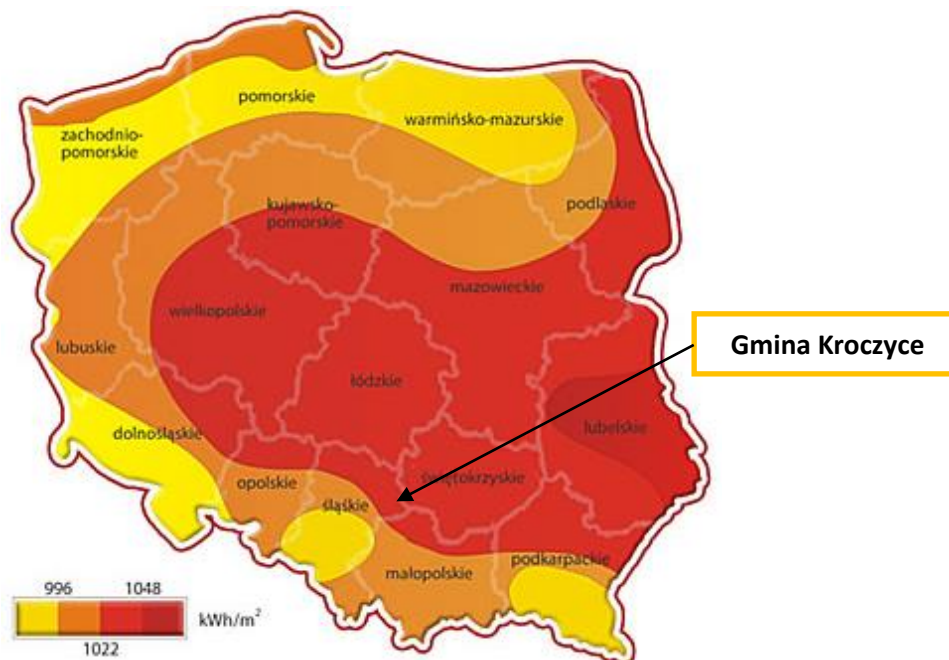 pomorskie
warmińsko-mazurskie
zachodnio-
pomorskie
podlaskie
kujawsko-
pomorskie
mazowieckie
wielkopolskie
Gmina Kroczyce
lubuskie
łódzkie
dolnośląskie
lubelskie
opolskie
świętokrzyskie
śląskie
podkarpackie
małopolskie
996 1048
kWh/m²
1022